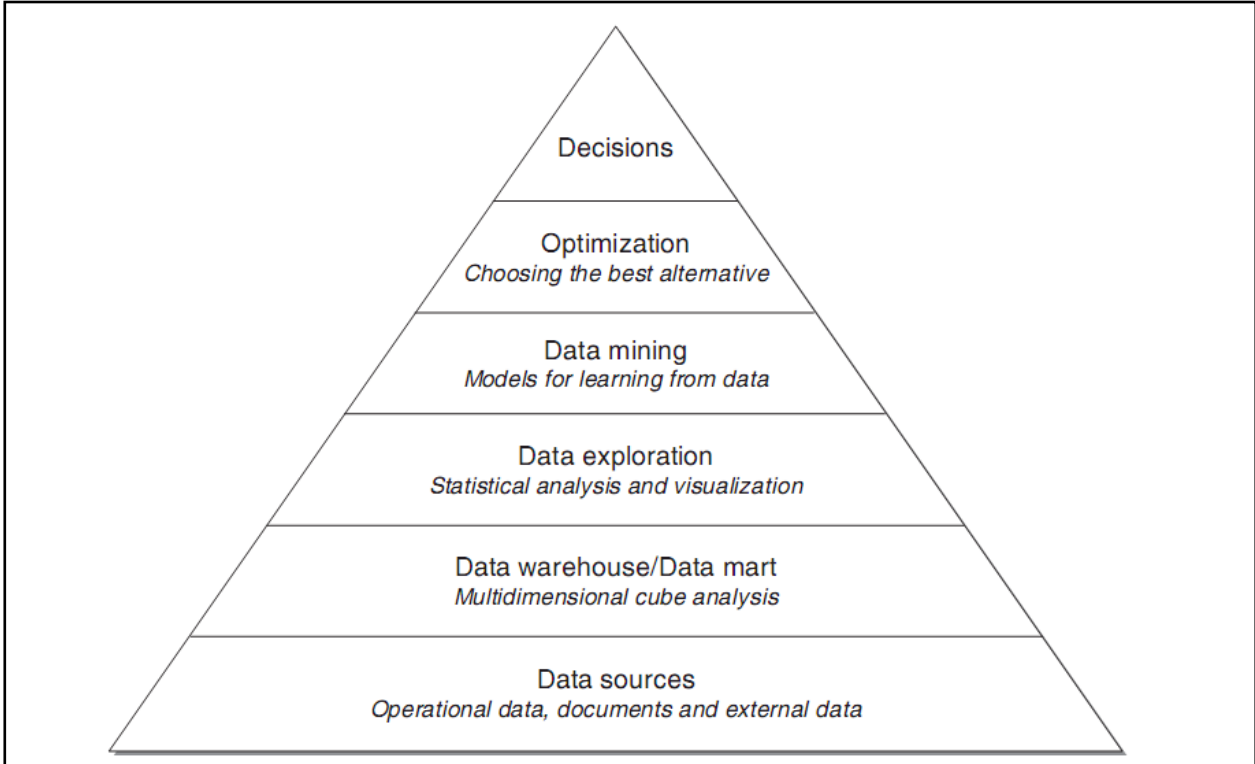 Decisions
Optimization
Choosing the best alternative
Data mining
Models for learning from data
Data exploration
Statistical analysis and visualization
Data warehouse/Data mart
Multidimensional cube analysis
Data sources
Operational data, documents and external data